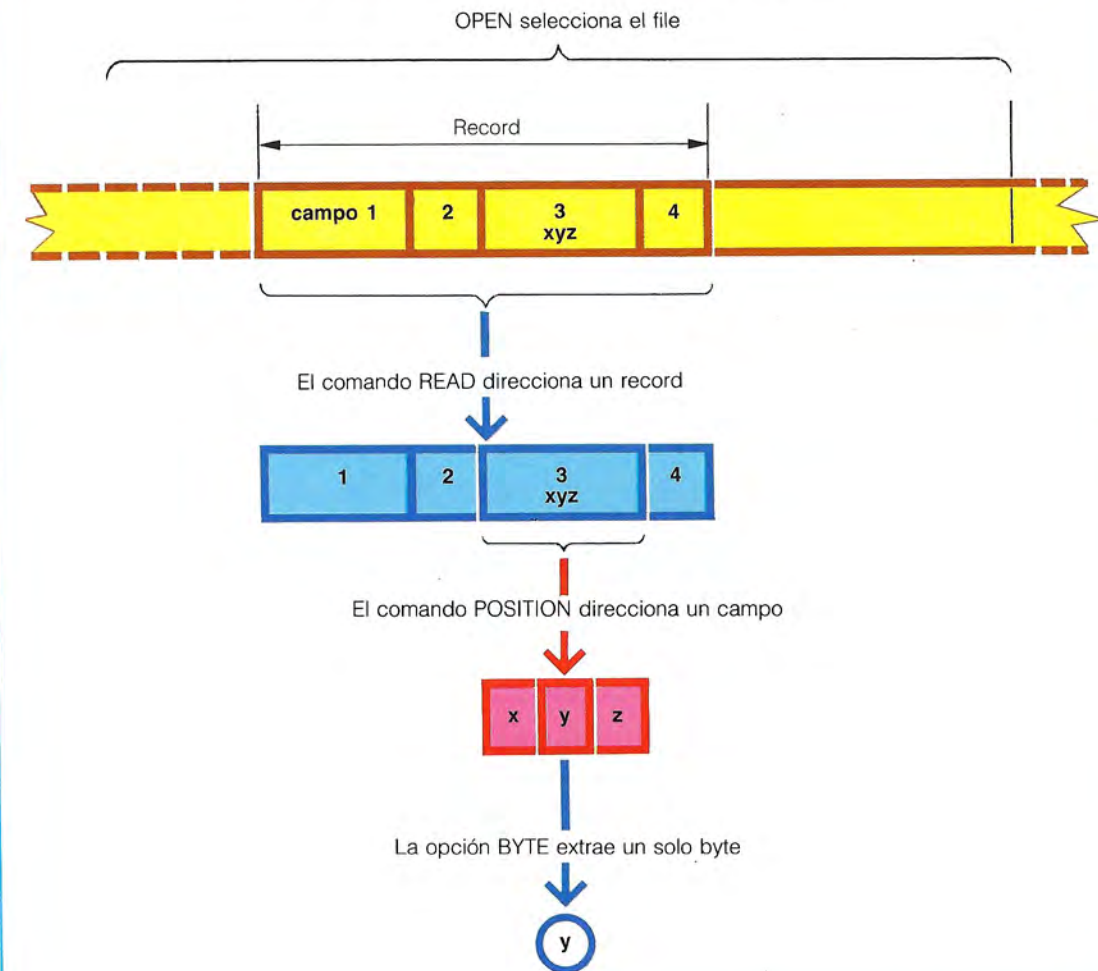 OPEN selecciona el file
Record
campo 1 2 3 4
xyz
El comando READ direcciona un record
1 2 3 4
xyz
El comando POSITION direcciona un campo
x y z
La opción BYTE extrae un solo byte
y